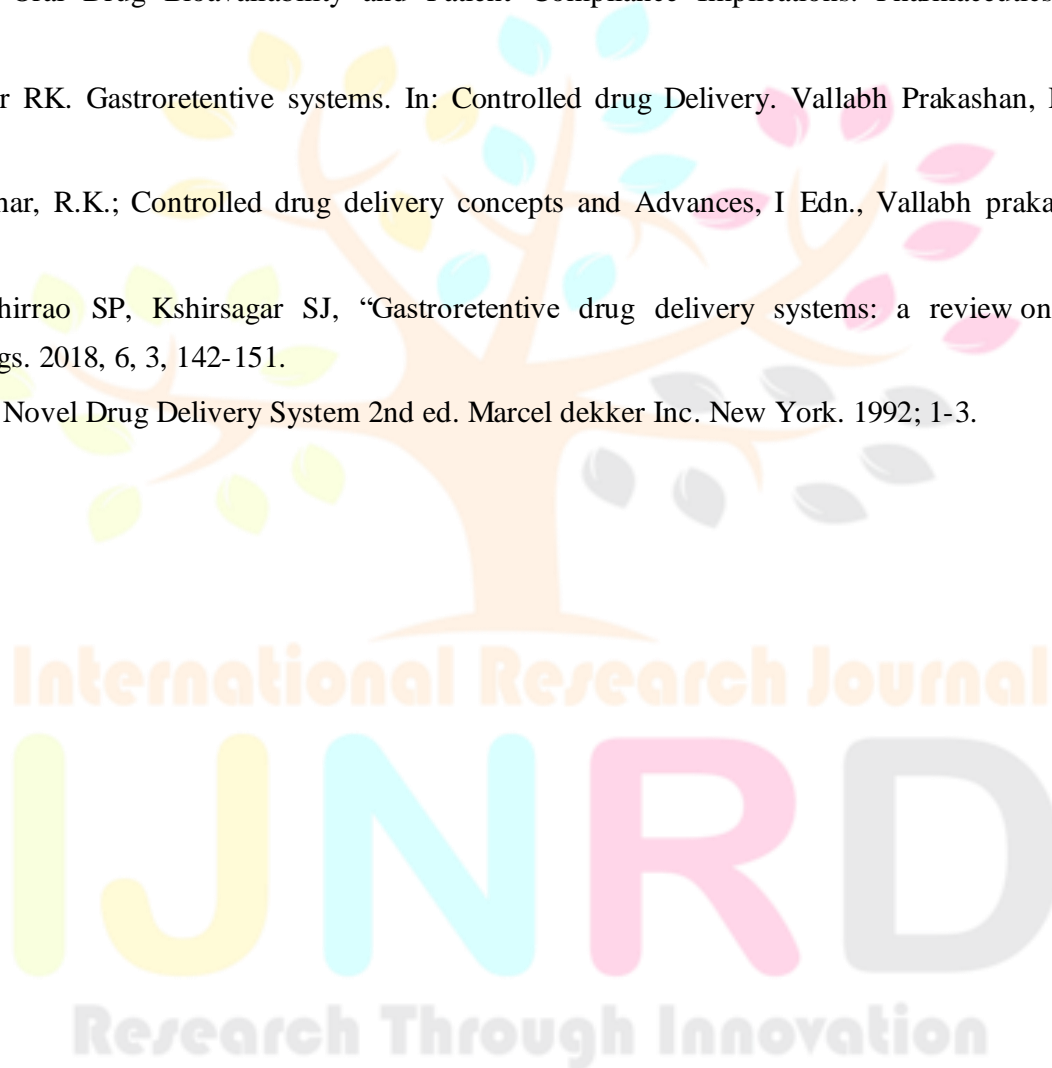 Oral Drug Bioavailability and Patient Compliance Implications. Pharmaceutics
r RK. Gastroretentive systems. In: Controlled drug Delivery. Vallabh Prakashan,
nar, R.K.; Controlled drug delivery concepts and Advances, I Edn., Vallabh praka
hirrao SP, Kshirsagar SJ, “Gastroretentive drug delivery systems: a review on
gs. 2018, 6, 3, 142-151.
Novel Drug Delivery System 2nd ed. Marcel dekker Inc. New York. 1992; 1-3.
International Research Journal
IJNRD
Research Through Innovation